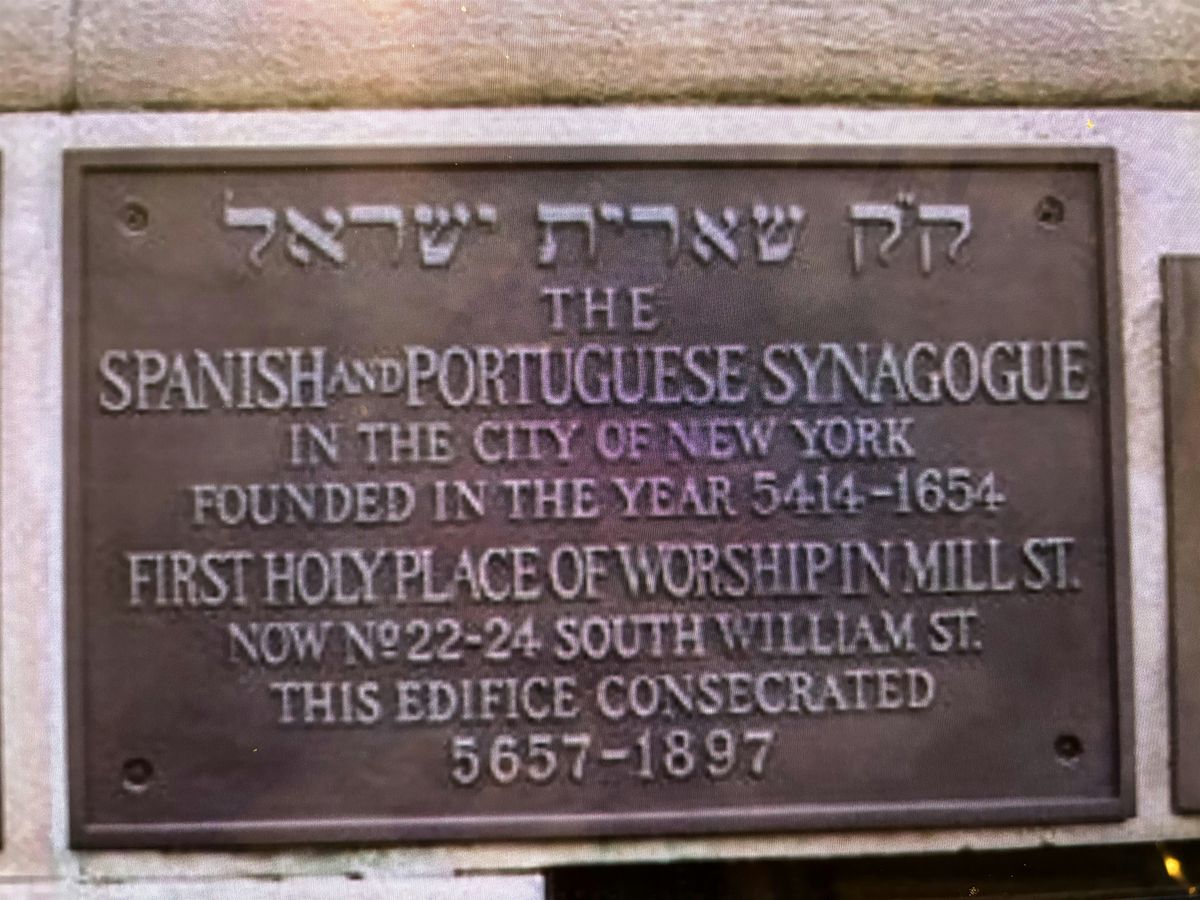 ק"ק שארית ישראל
THE
SPANISH AND PORTUGUESE SYNAGOGUE
IN THE CITY OF NEW YORK
FOUNDED IN THE YEAR 5414-1654
FIRST HOLY PLACE OF WORSHIP IN MILL ST.
NOW Nº 22-24 SOUTH WILLIAM ST.
THIS EDIFICE CONSECRATED
5657-1897